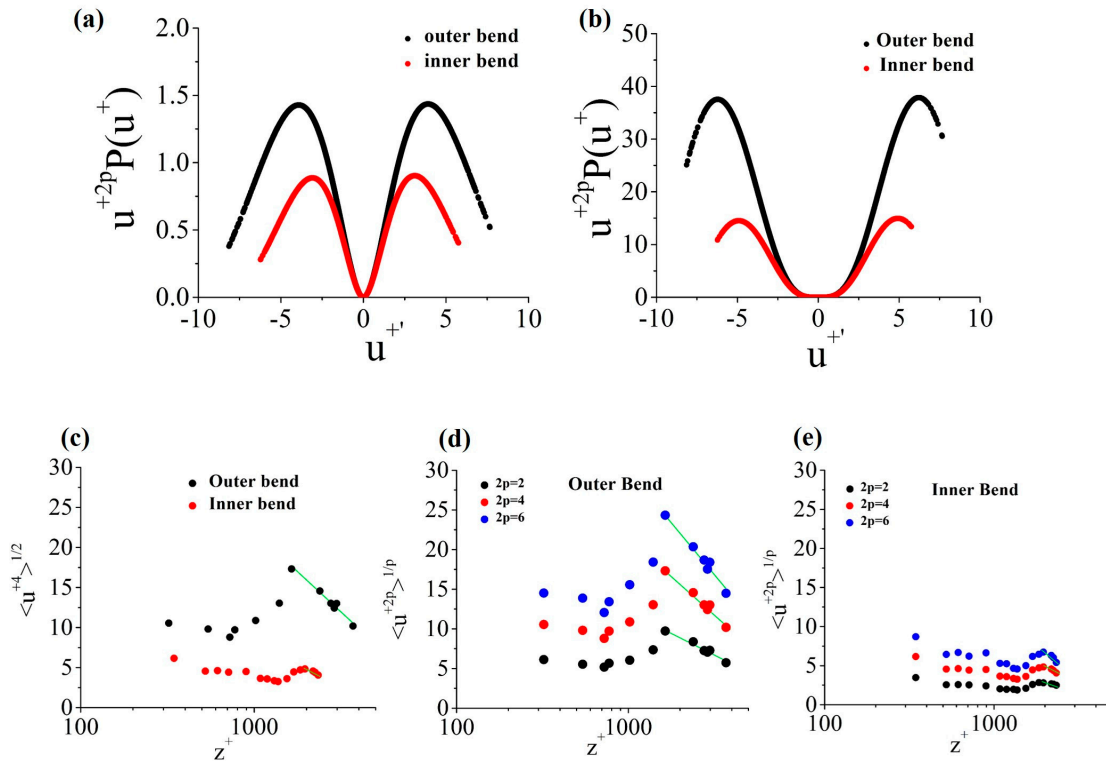 (a)
2.0
1.5
1.0
0.5
0.0
-10
-5
0
5
10
outer bend
inner bend
u⁺²ᵖP(u⁺)
u⁺'
(b)
50
40
30
20
10
0
-10
-5
0
5
10
Outer bend
Inner bend
u⁺²ᵖP(u⁺)
u⁺'
(c)
30
25
20
15
10
5
0
100
1000
Outer bend
Inner bend
<u⁺⁴>¹/²
z⁺
(d)
30
25
20
15
10
5
0
100
1000
2p=2
2p=4
2p=6
Outer Bend
<u⁺²ᵖ>¹/ᵖ
z⁺
(e)
30
25
20
15
10
5
0
100
1000
2p=2
2p=4
2p=6
Inner Bend
<u⁺²ᵖ>¹/ᵖ
z⁺